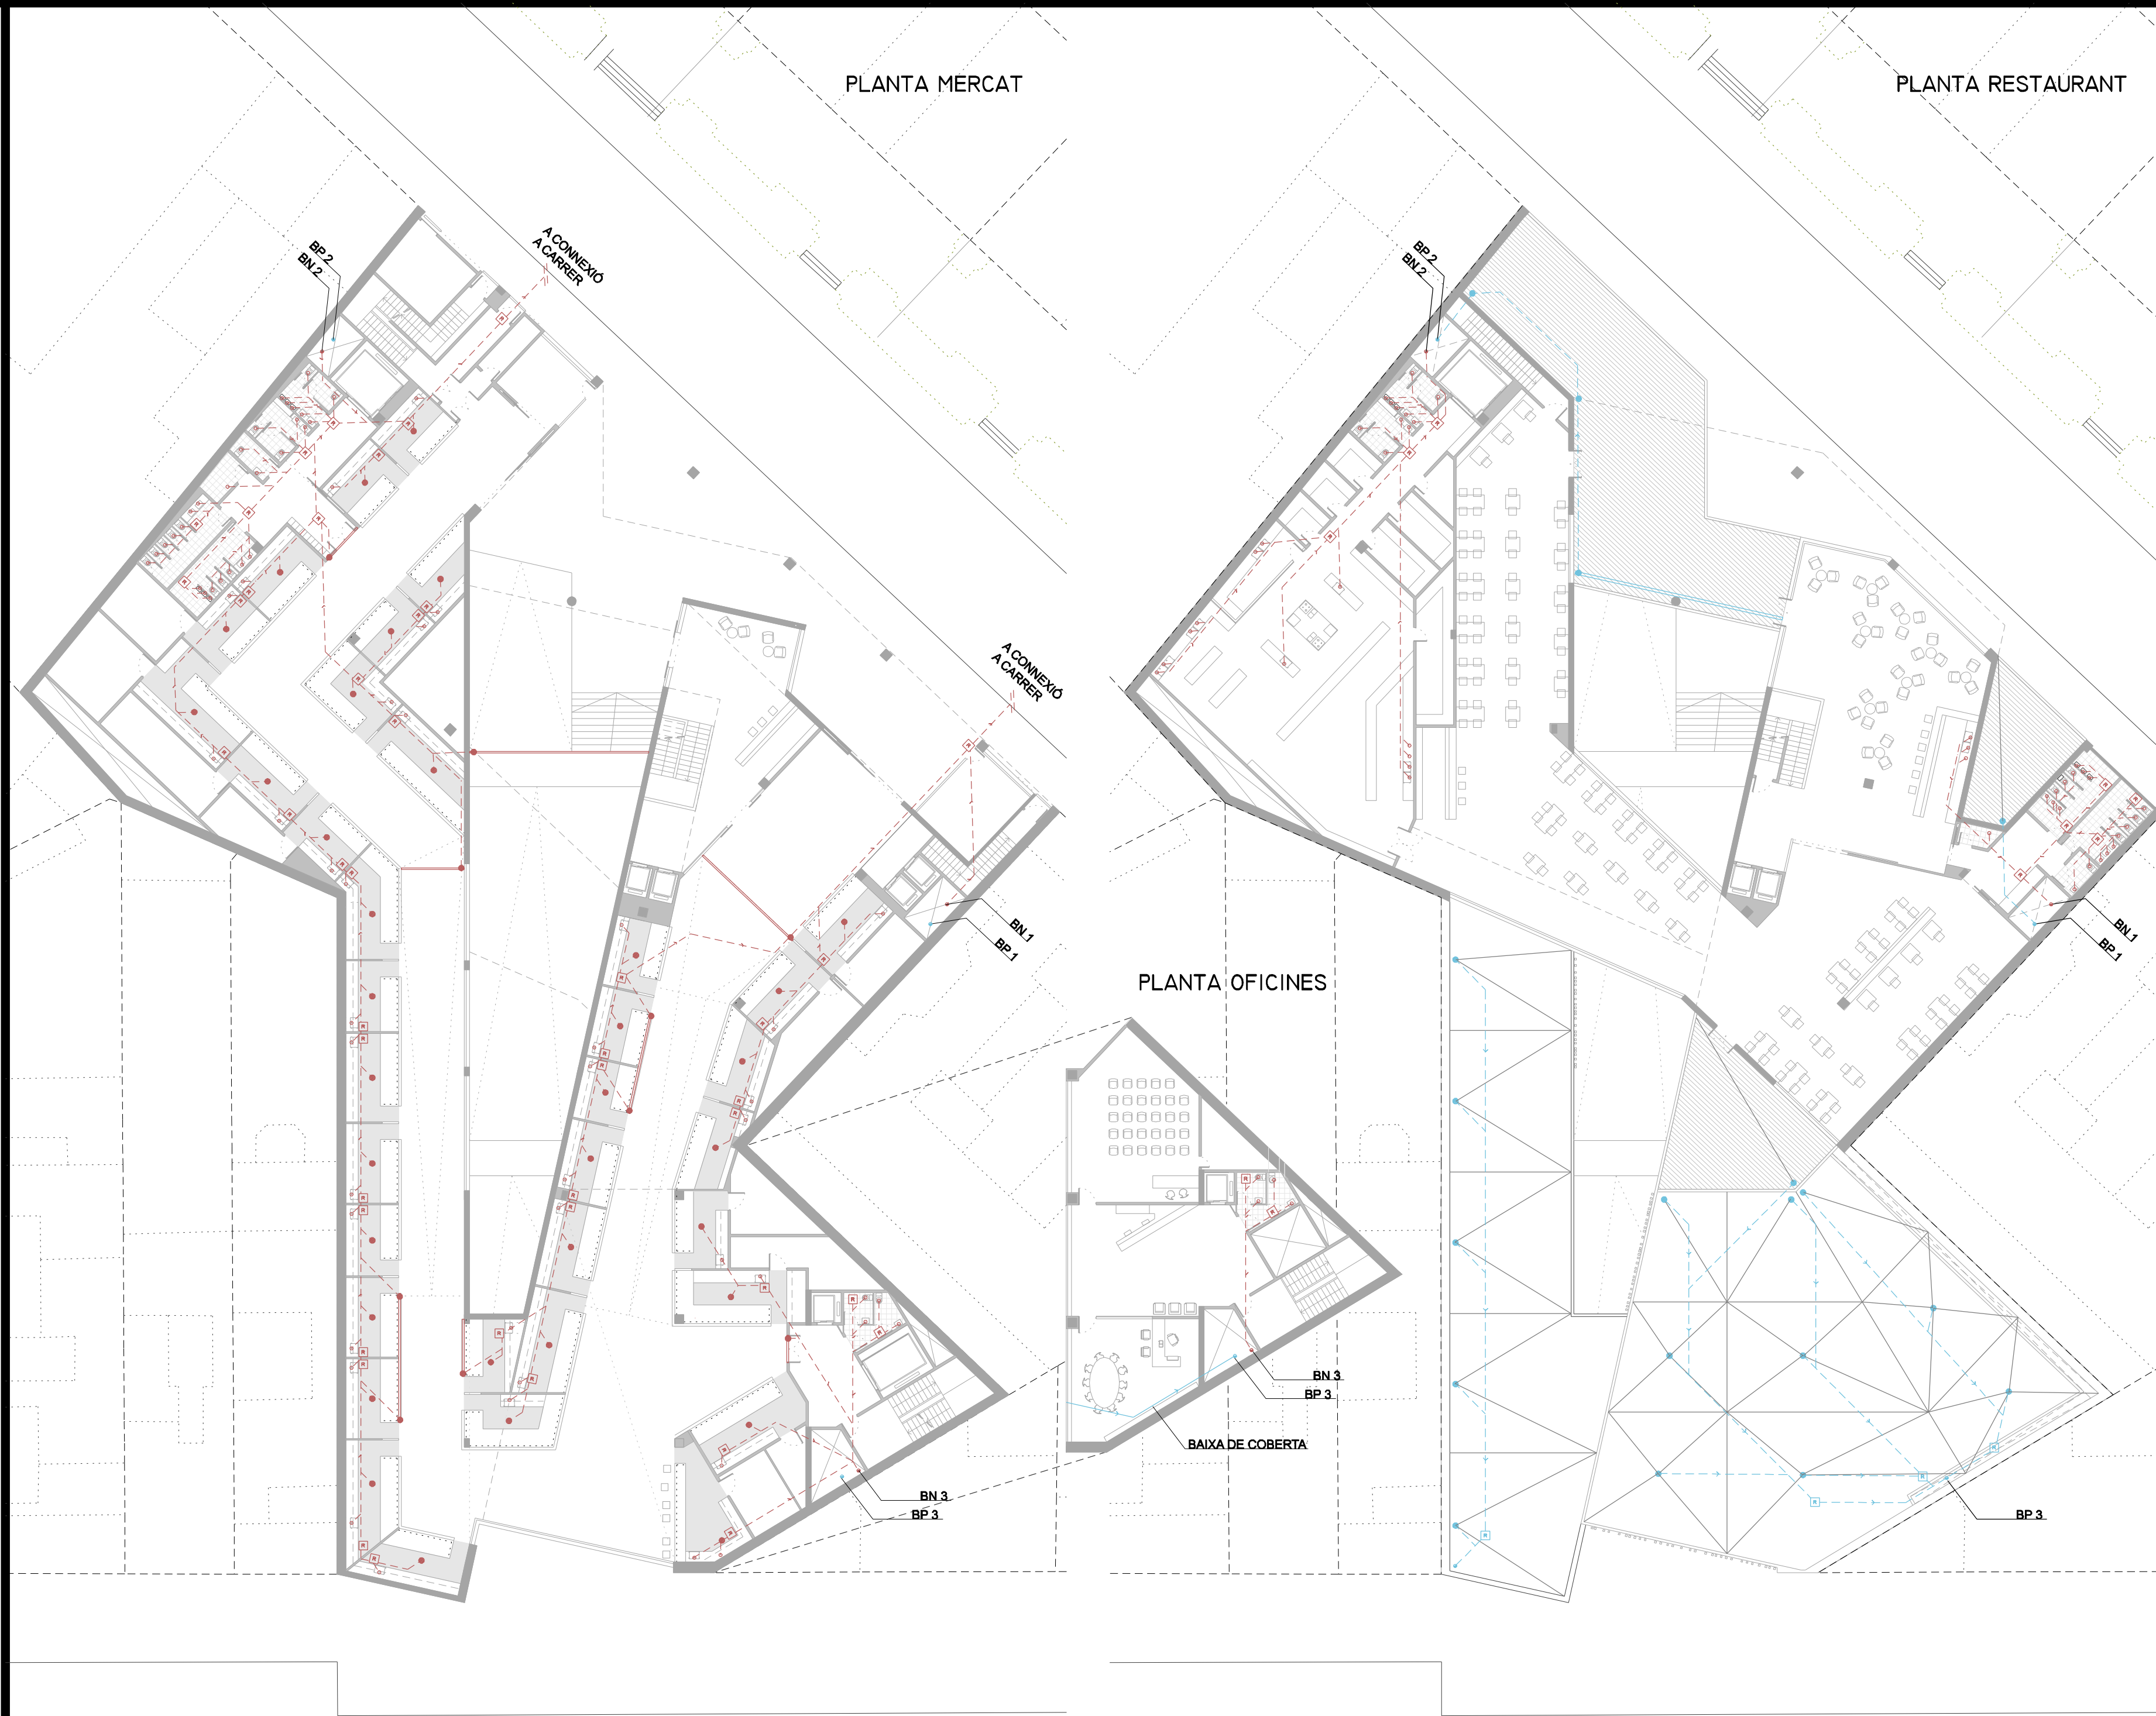 PLANTA MERCAT
PLANTA RESTAURANT
A CONNEXIÓ
A CARRER
BP 2
BN 2
BP 2
BN 2
A CONNEXIÓ
A CARRER
BN 1
BP 1
BN 1
BP 1
PLANTA OFICINES
BN 3
BP 3
BAIXA DE COBERTA
BN 3
BP 3
BP 3